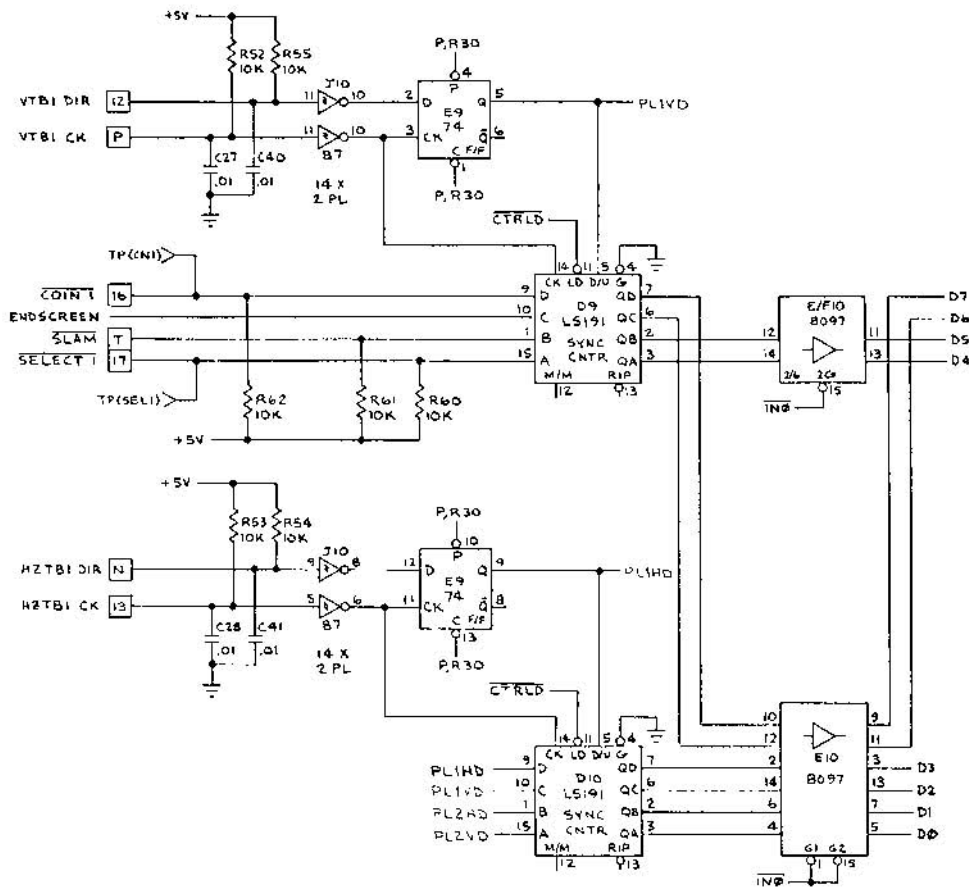 +5V
R52 10K
R55 10K
P,R30
4
J10
VTB1 DIR 12
11 10
2 D P Q 5
PL1VD
E9 74
VTB1 CK P
11 10
3 CK Q 6
F/F
C
1
B7
C27 .01
C40 .01
14 X 2 PL
P,R30
CTRLD
TP(CN1)
14 11 5 4
CK LD D/U G
COIN 1 16
9 D QD 7
ENDSCREEN
10 C QC 6
D9 LS191
SLAM T
1 B QB 2
SYNC CNTR
SELECT 1 17
15 A QA 3
M/M RIP
12 13
TP(SEL1)
R62 10K
R61 10K
R60 10K
+5V
E/F10 8097
12 11
14 13
2/6 2G
15
IN0
D7
D6
D5
D4
+5V
R53 10K
R54 10K
P,R30
10
J10
HZTB1 DIR N
9 8
12 D P Q 9
PL1HD
E9 74
HZTB1 CK 13
5 6
11 CK Q 8
F/F
C
13
B7
C28 .01
C41 .01
14 X 2 PL
P,R30
CTRLD
14 11 5 4
CK LD D/U G
PL1HD 9 D QD 7
PL1VD 10 C QC 6
D10 LS191
PL2HD 1 B QB 2
SYNC CNTR
PL2VD 15 A QA 3
M/M RIP
12 13
10 9
12 11
E10 8097
2 3 D3
14 13 D2
6 7 D1
4 5 D0
G1 G2
1 15
IN0